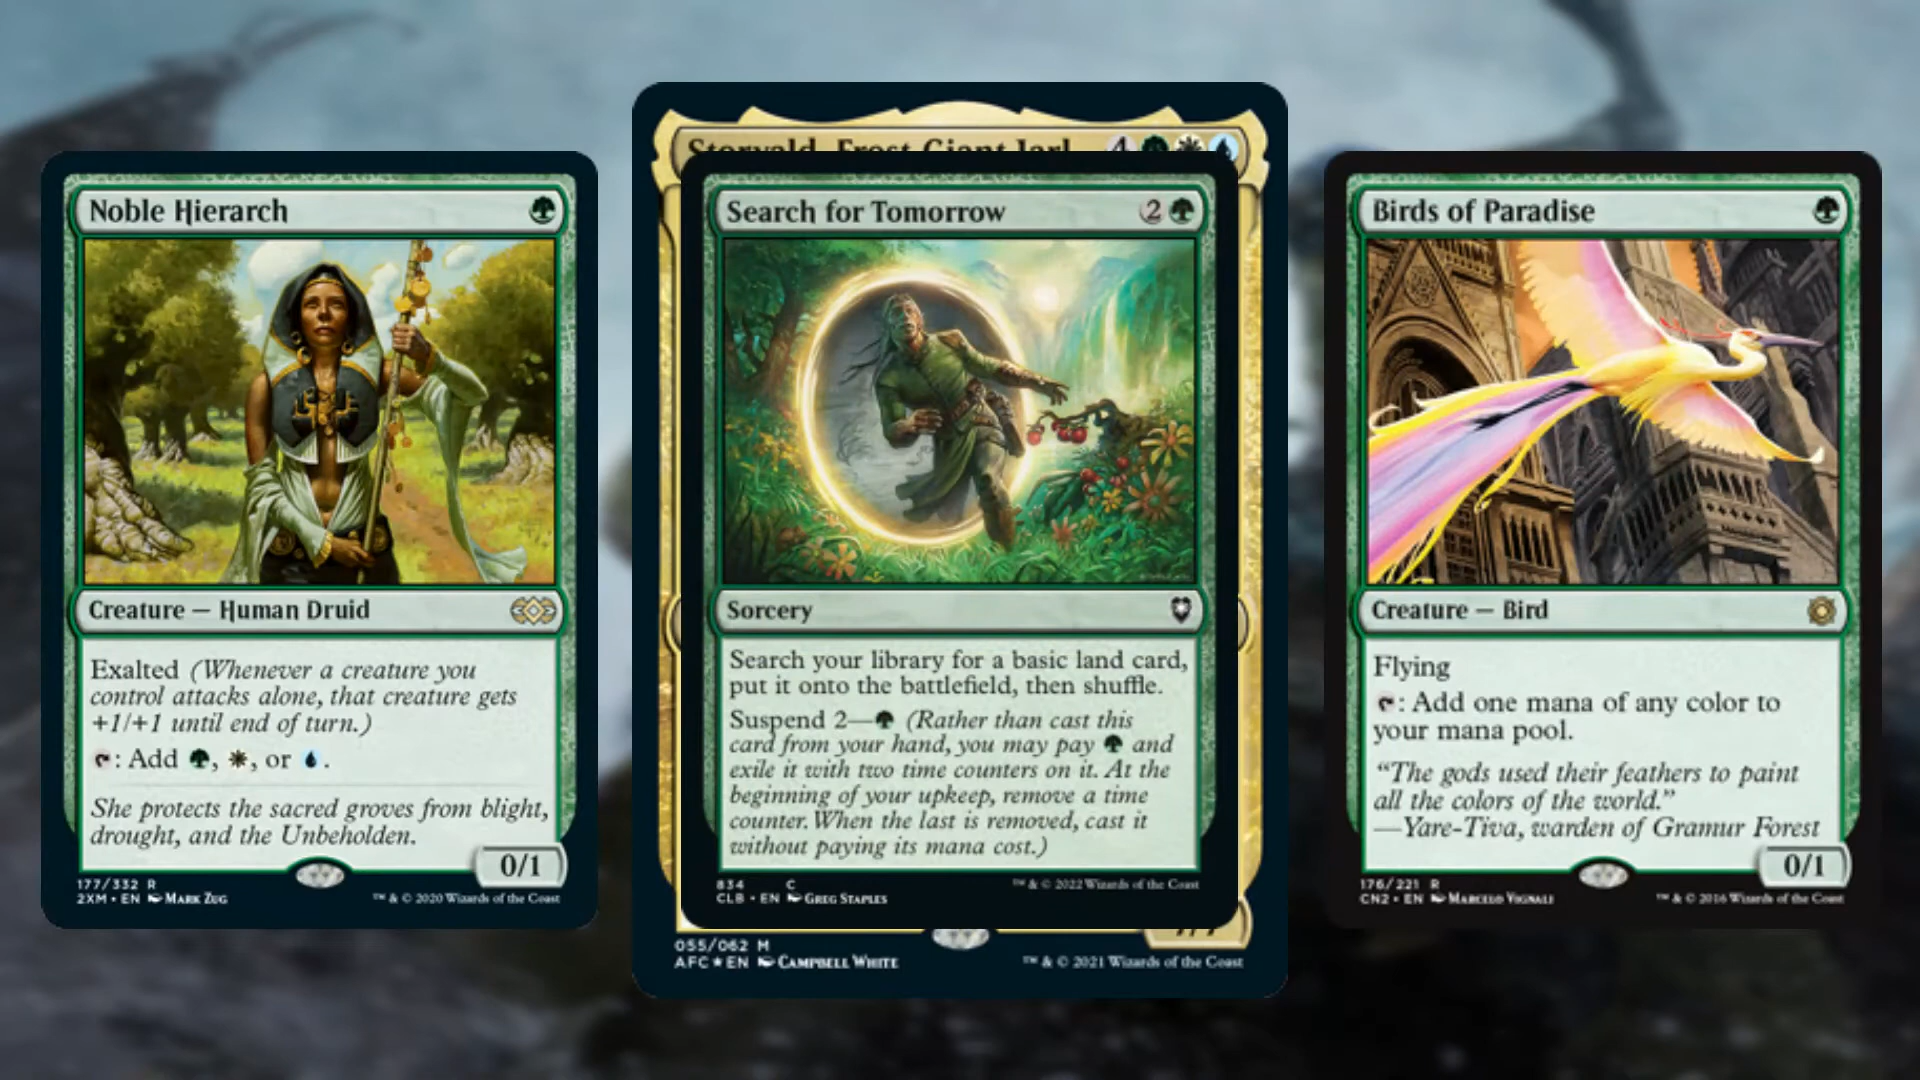 Noble Hierarch
Creature — Human Druid
Exalted (Whenever a creature you
control attacks alone, that creature gets
+1/+1 until end of turn.)
: Add , , or .
She protects the sacred groves from blight,
drought, and the Unbeholden.
0/1
177/332 R
2XM • EN Mark Zug
™ & © 2020 Wizards of the Coast
Storvald, Frost Giant Jarl 4
Search for Tomorrow 2
Sorcery
Search your library for a basic land card,
put it onto the battlefield, then shuffle.
Suspend 2— (Rather than cast this
card from your hand, you may pay and
exile it with two time counters on it. At the
beginning of your upkeep, remove a time
counter. When the last is removed, cast it
without paying its mana cost.)
834 C
CLB • EN Greg Staples
™ & © 2022 Wizards of the Coast
055/062 M
AFC★EN Campbell White
™ & © 2021 Wizards of the Coast
Birds of Paradise
Creature — Bird
Flying
: Add one mana of any color to
your mana pool.
“The gods used their feathers to paint
all the colors of the world.”
—Yare-Tiva, warden of Gramur Forest
0/1
176/221 R
CN2 • EN Marcelo Vignali
™ & © 2016 Wizards of the Coast